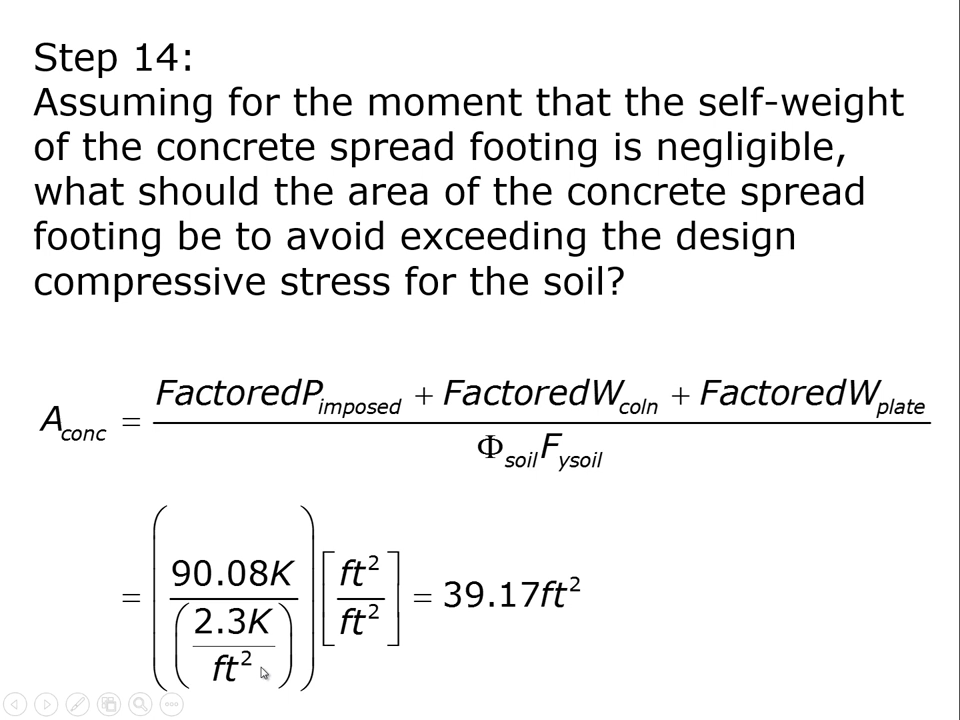 Step 14:
Assuming for the moment that the self-weight
of the concrete spread footing is negligible,
what should the area of the concrete spread
footing be to avoid exceeding the design
compressive stress for the soil?
A_conc = (FactoredP_imposed + FactoredW_coln + FactoredW_plate) / (Φ_soil F_ysoil)
= (90.08K / (2.3K / ft²)) [ft² / ft²] = 39.17ft²